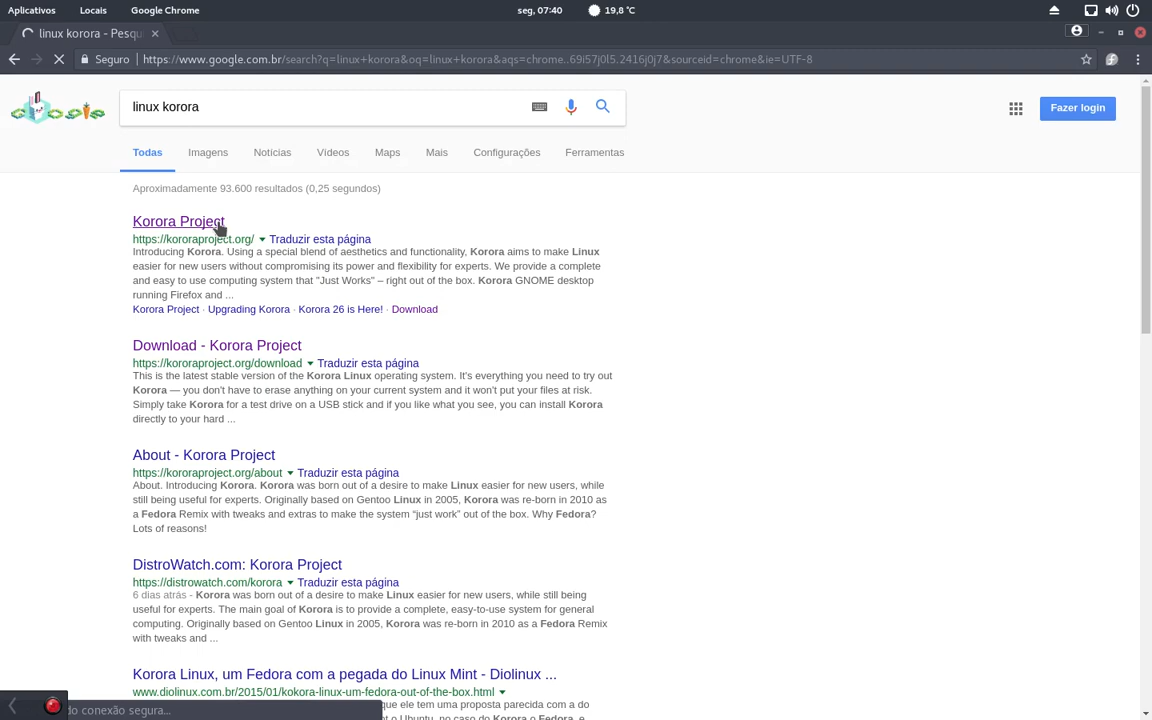 Aplicativos Locais Google Chrome seg, 07:40 19,8 °C
linux korora - Pesqu
Seguro https://www.google.com.br/search?q=linux+korora&oq=linux+korora&aqs=chrome..69i57j0l5.2416j0j7&sourceid=chrome&ie=UTF-8
linux korora
Fazer login
Todas Imagens Notícias Vídeos Maps Mais Configurações Ferramentas
Aproximadamente 93.600 resultados (0,25 segundos)
Korora Project
https://kororaproject.org/ Traduzir esta página
Introducing Korora. Using a special blend of aesthetics and functionality, Korora aims to make Linux
easier for new users without compromising its power and flexibility for experts. We provide a complete
and easy to use computing system that "Just Works" – right out of the box. Korora GNOME desktop
running Firefox and ...
Korora Project · Upgrading Korora · Korora 26 is Here! · Download
Download - Korora Project
https://kororaproject.org/download Traduzir esta página
This is the latest stable version of the Korora Linux operating system. It's everything you need to try out
Korora — you don't have to erase anything on your current system and it won't put your files at risk.
Simply take Korora for a test drive on a USB stick and if you like what you see, you can install Korora
directly to your hard ...
About - Korora Project
https://kororaproject.org/about Traduzir esta página
About. Introducing Korora. Korora was born out of a desire to make Linux easier for new users, while
still being useful for experts. Originally based on Gentoo Linux in 2005, Korora was re-born in 2010 as
a Fedora Remix with tweaks and extras to make the system “just work” out of the box. Why Fedora?
Lots of reasons!
DistroWatch.com: Korora Project
https://distrowatch.com/korora Traduzir esta página
6 dias atrás - Korora was born out of a desire to make Linux easier for new users, while still being
useful for experts. The main goal of Korora is to provide a complete, easy-to-use system for general
computing. Originally based on Gentoo Linux in 2005, Korora was re-born in 2010 as a Fedora Remix
with tweaks and ...
Korora Linux, um Fedora com a pegada do Linux Mint - Diolinux ...
www.diolinux.com.br/2015/01/kokora-linux-um-fedora-out-of-the-box.html
que ele tem uma proposta parecida com a do
do conexão segura...
nt o Ubuntu, no caso do Korora o Fedora, e